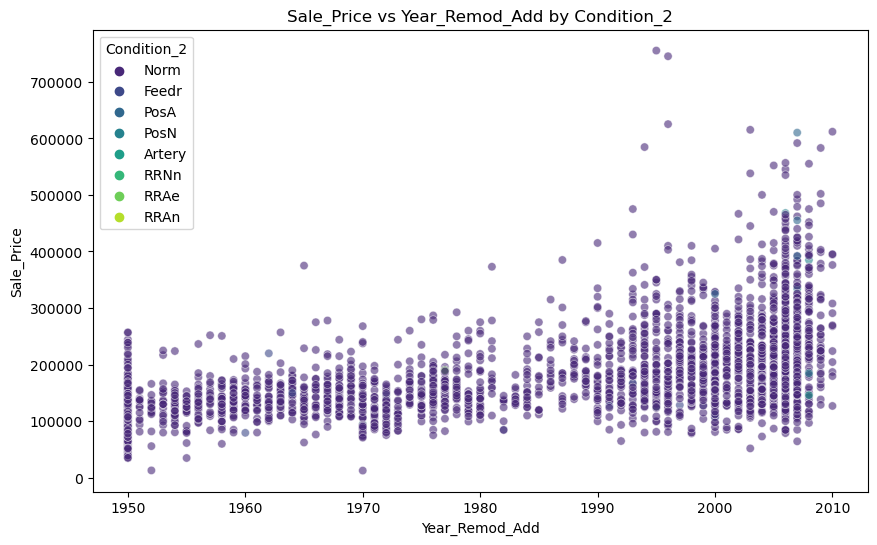 Sale_Price vs Year_Remod_Add by Condition_2
Condition_2
Norm
Feedr
PosA
PosN
Artery
RRNn
RRAe
RRAn
Sale_Price
700000
600000
500000
400000
300000
200000
100000
0
1950 1960 1970 1980 1990 2000 2010
Year_Remod_Add